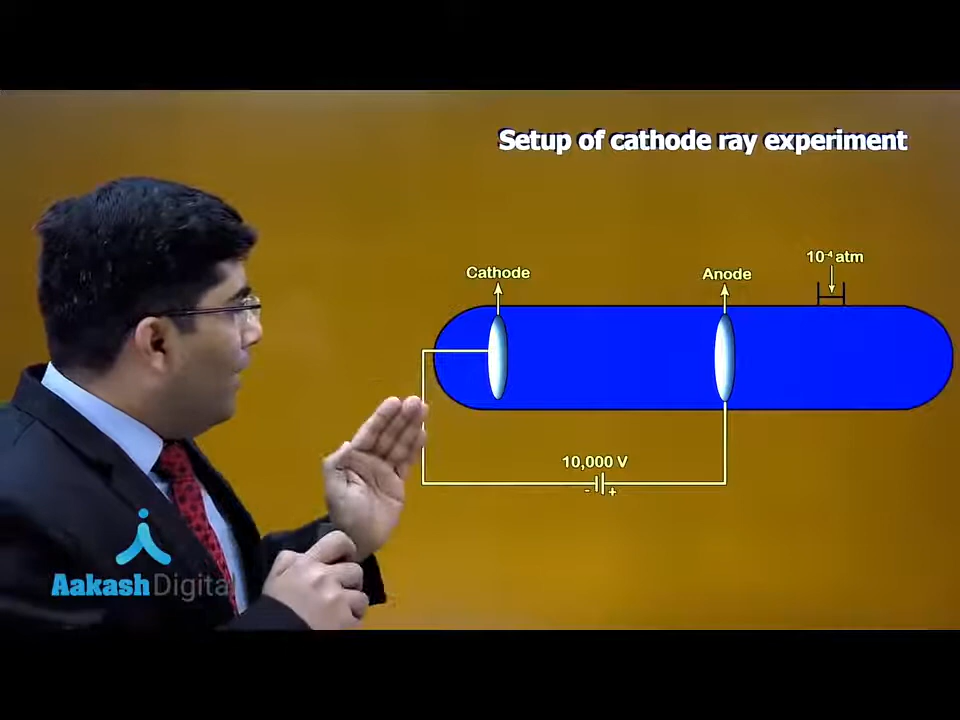 Setup of cathode ray experiment
10⁻⁴ atm
Cathode
Anode
10,000 V
- +
Aakash Digital